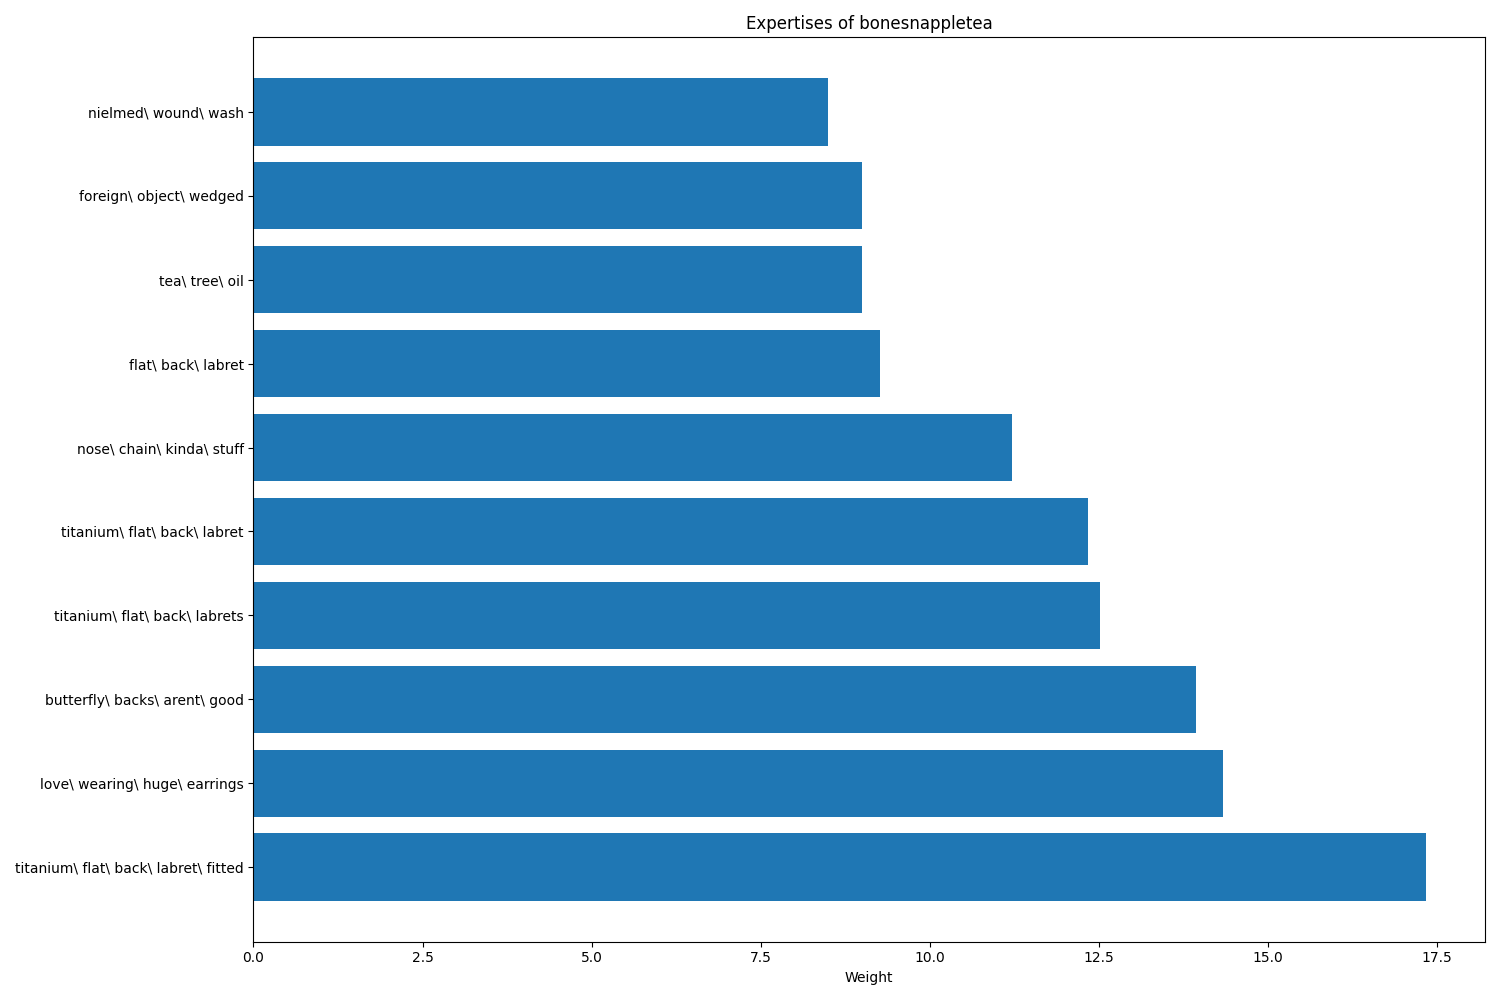 Expertises of bonesnappletea
nielmed\ wound\ wash
foreign\ object\ wedged
tea\ tree\ oil
flat\ back\ labret
nose\ chain\ kinda\ stuff
titanium\ flat\ back\ labret
titanium\ flat\ back\ labrets
butterfly\ backs\ arent\ good
love\ wearing\ huge\ earrings
titanium\ flat\ back\ labret\ fitted
0.0 2.5 5.0 7.5 10.0 12.5 15.0 17.5
Weight